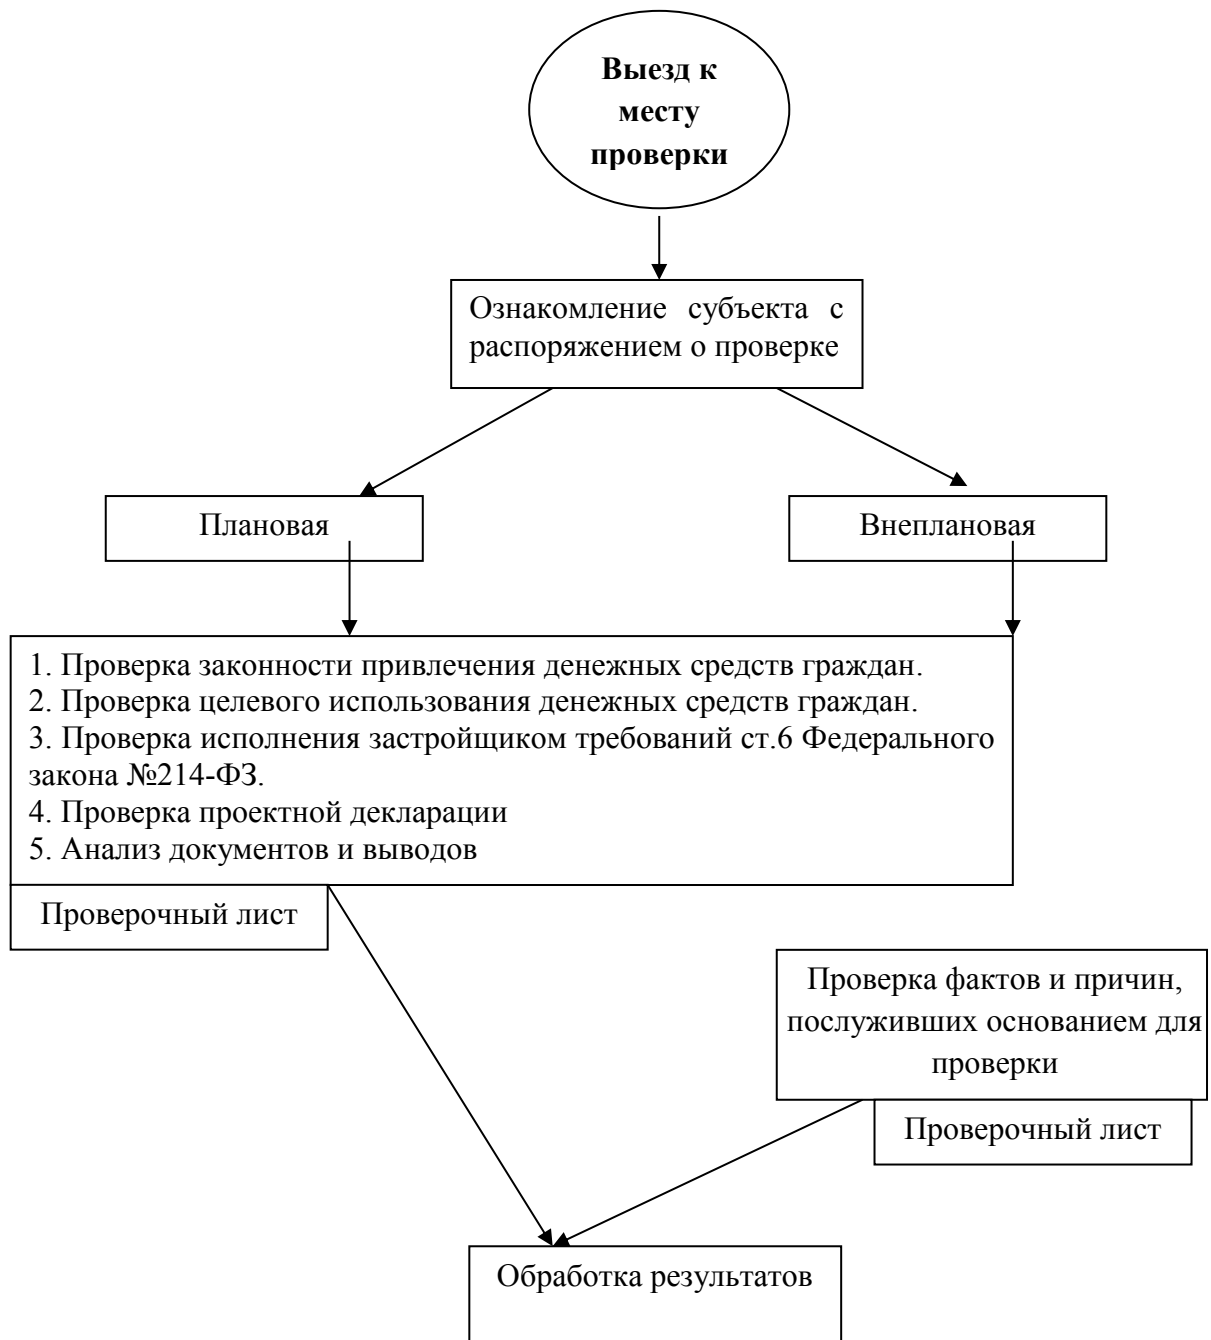 Выезд к
месту
проверки
Ознакомление субъекта с
распоряжением о проверке
Плановая
Внеплановая
1. Проверка законности привлечения денежных средств граждан.
2. Проверка целевого использования денежных средств граждан.
3. Проверка исполнения застройщиком требований ст.6 Федерального
закона №214-ФЗ.
4. Проверка проектной декларации
5. Анализ документов и выводов
Проверочный лист
Проверка фактов и причин,
послуживших основанием для
проверки
Проверочный лист
Обработка результатов